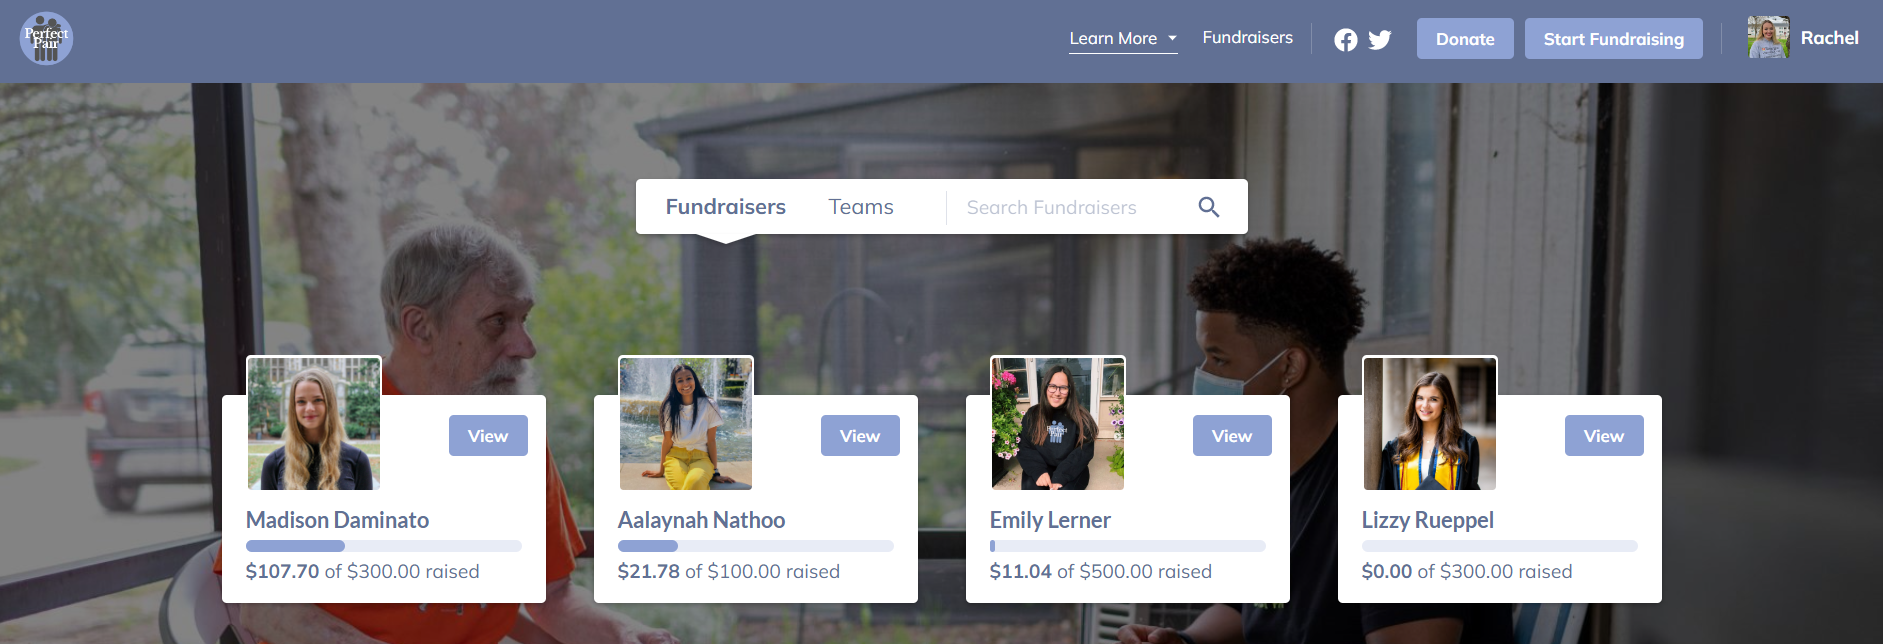 Perfect
Pair
Learn More
Fundraisers
Donate
Start Fundraising
Rachel
Fundraisers
Teams
Search Fundraisers
View
View
Perfect
Pair
View
View
Madison Daminato
Aalaynah Nathoo
Emily Lerner
Lizzy Rueppel
$107.70 of $300.00 raised
$21.78 of $100.00 raised
$11.04 of $500.00 raised
$0.00 of $300.00 raised